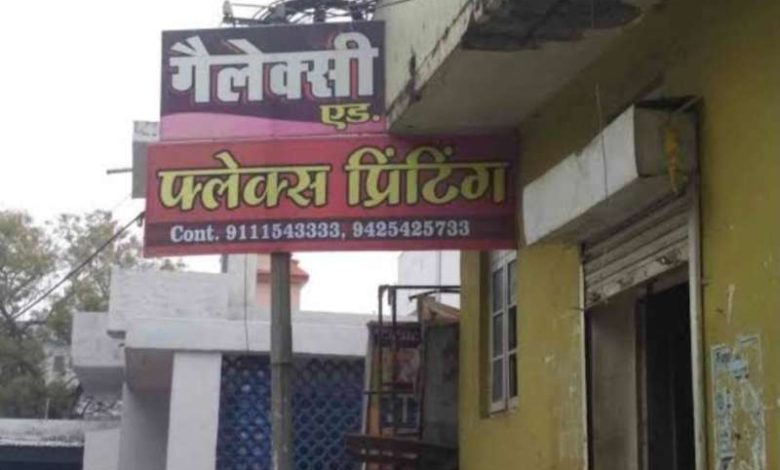 गैलेक्सी
एड.
फ्लेक्स प्रिंटिंग
Cont. 9111543333, 9425425733